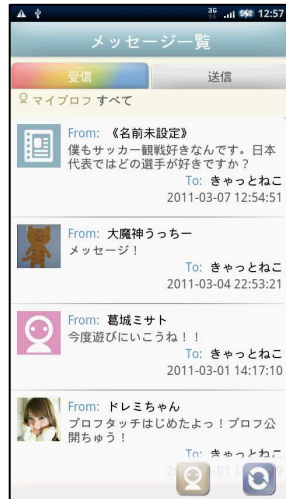 3G 12:57
メッセージ一覧
受信 送信
マイプロフ すべて
From: 《名前未設定》
僕もサッカー観戦好きなんです。日本
代表ではどの選手が好きですか？
To: きゃっとねこ
2011-03-07 12:54:51
From: 大魔神うっちー
メッセージ！
To: きゃっとねこ
2011-03-04 22:53:21
From: 葛城ミサト
今度遊びにいこうね！！
To: きゃっとねこ
2011-03-01 14:17:10
From: ドレミちゃん
プロフタッチはじめたよっ！プロフ公
開ちゅう！
To: きゃっとねこ